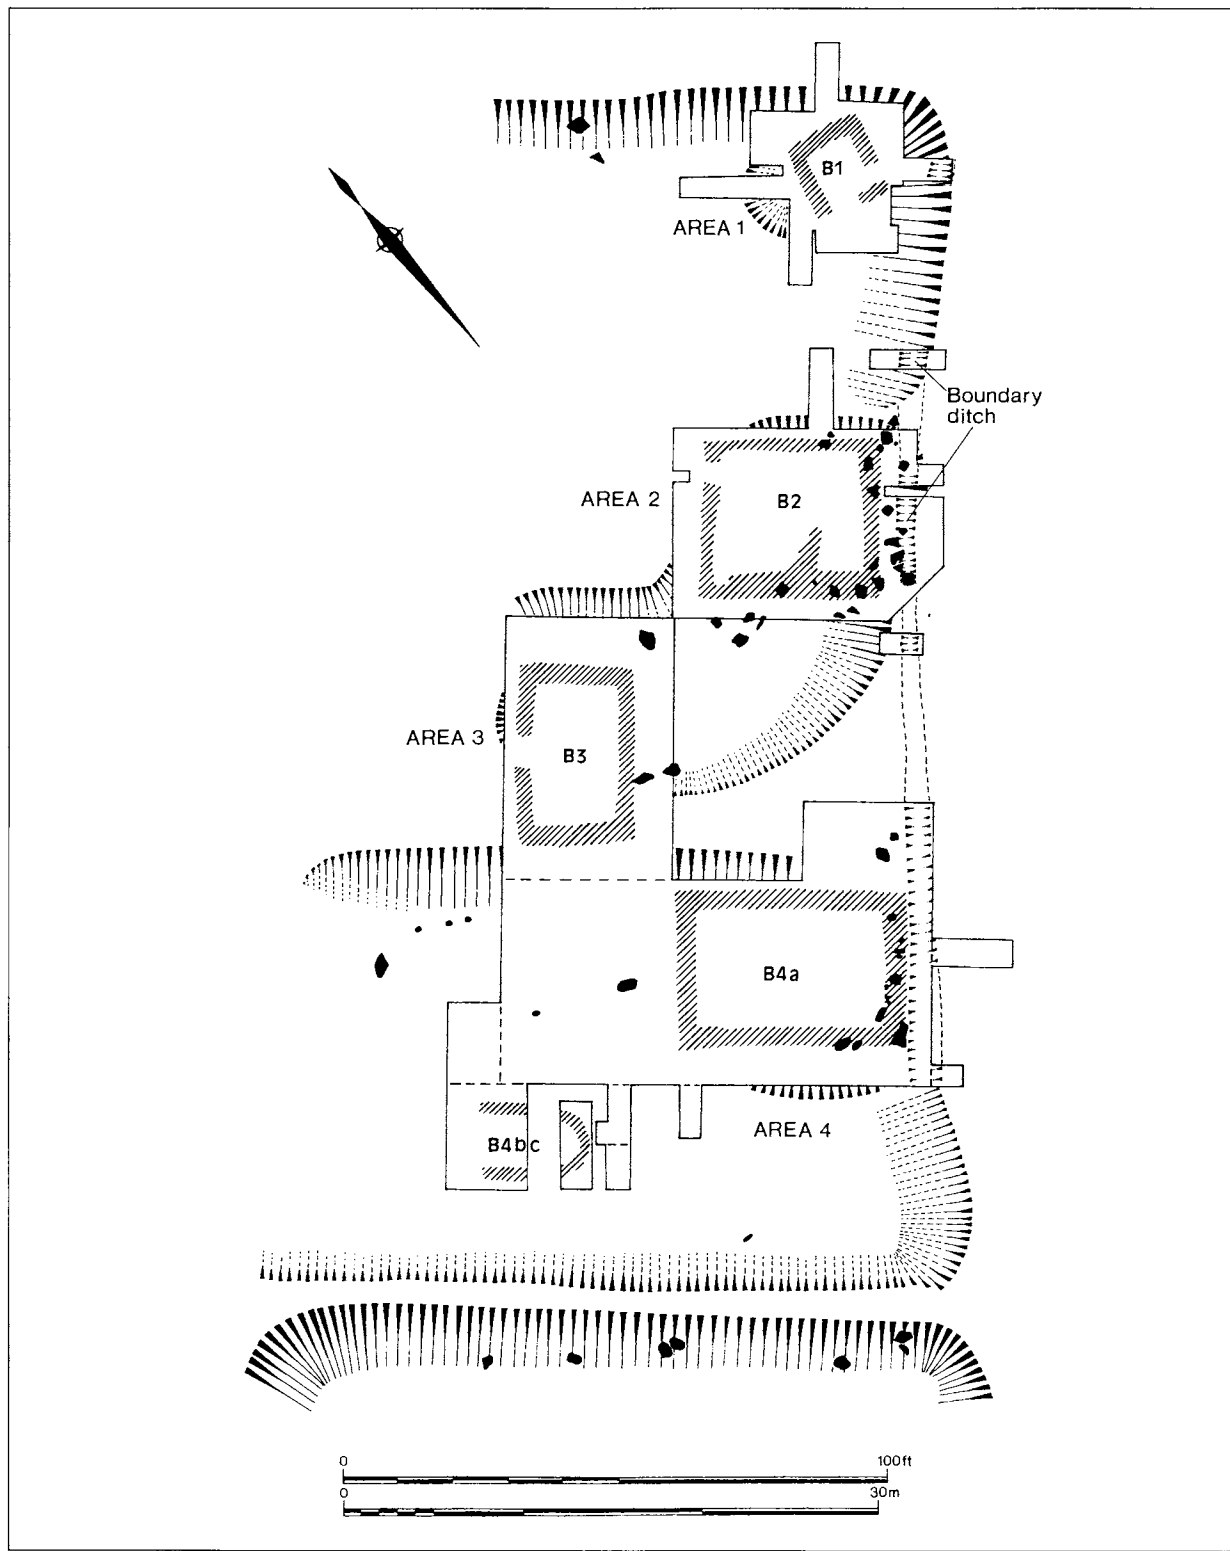 B1
AREA 1
Boundary
ditch
AREA 2
B2
AREA 3
B3
B4a
B4bc
AREA 4
0 100ft
0 30m